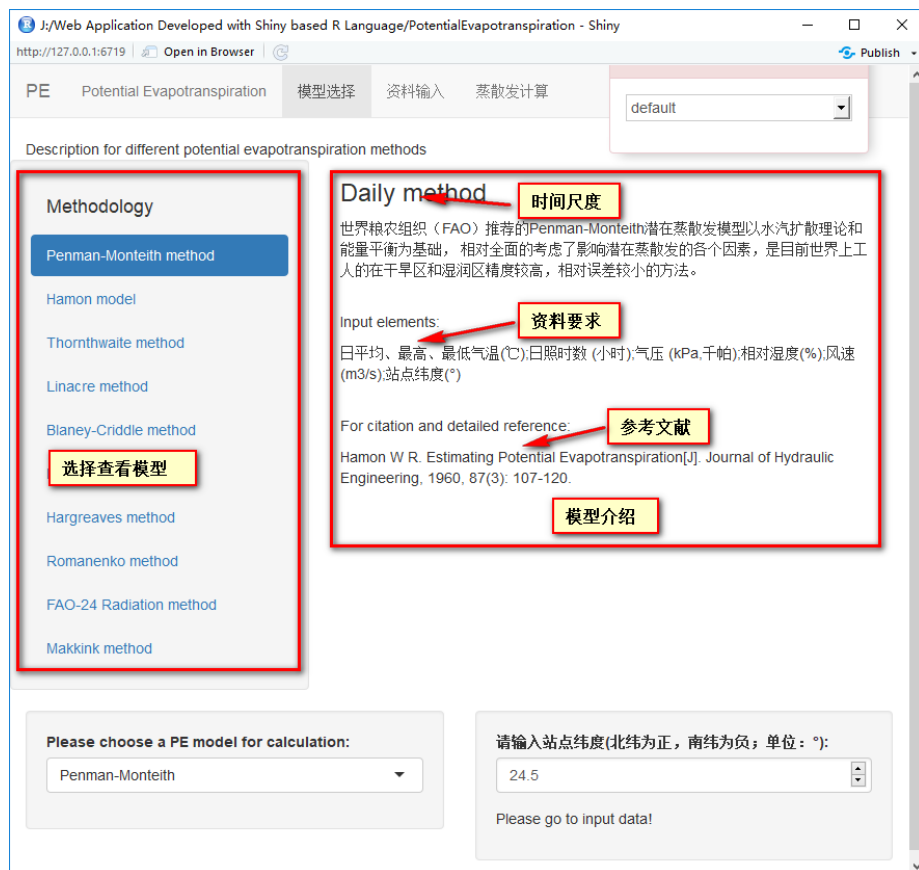 J:/Web Application Developed with Shiny based R Language/PotentialEvapotranspiration - Shiny
http://127.0.0.1:6719 Open in Browser Publish
PE Potential Evapotranspiration 模型选择 资料输入 蒸散发计算
default
Description for different potential evapotranspiration methods
Methodology
Penman-Monteith method
Hamon model
Thornthwaite method
Linacre method
Blaney-Criddle method
选择查看模型
Hargreaves method
Romanenko method
FAO-24 Radiation method
Makkink method
Daily method
时间尺度
世界粮农组织（FAO）推荐的Penman-Monteith潜在蒸散发模型以水汽扩散理论和
能量平衡为基础， 相对全面的考虑了影响潜在蒸散发的各个因素，是目前世界上工
人的在干旱区和湿润区精度较高，相对误差较小的方法。
Input elements:
资料要求
日平均、最高、最低气温(℃);日照时数 (小时);气压 (kPa,千帕);相对湿度(%);风速
(m3/s);站点纬度(°)
For citation and detailed reference:
参考文献
Hamon W R. Estimating Potential Evapotranspiration[J]. Journal of Hydraulic
Engineering, 1960, 87(3): 107-120.
模型介绍
Please choose a PE model for calculation:
Penman-Monteith
请输入站点纬度(北纬为正，南纬为负；单位：°):
24.5
Please go to input data!